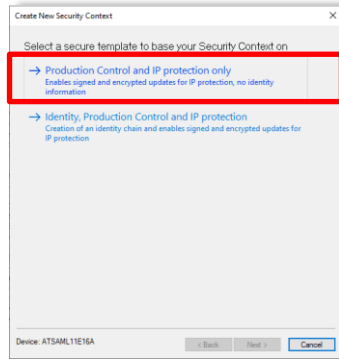 Create New Security Context
Select a secure template to base your Security Context on
→ Production Control and IP protection only
Enables signed and encrypted updates for IP protection, no identity
information
→ Identity, Production Control and IP protection
Creation of an identity chain and enables signed and encrypted updates for
IP protection
Device: ATSAML11E16A
< Back
Next >
Cancel